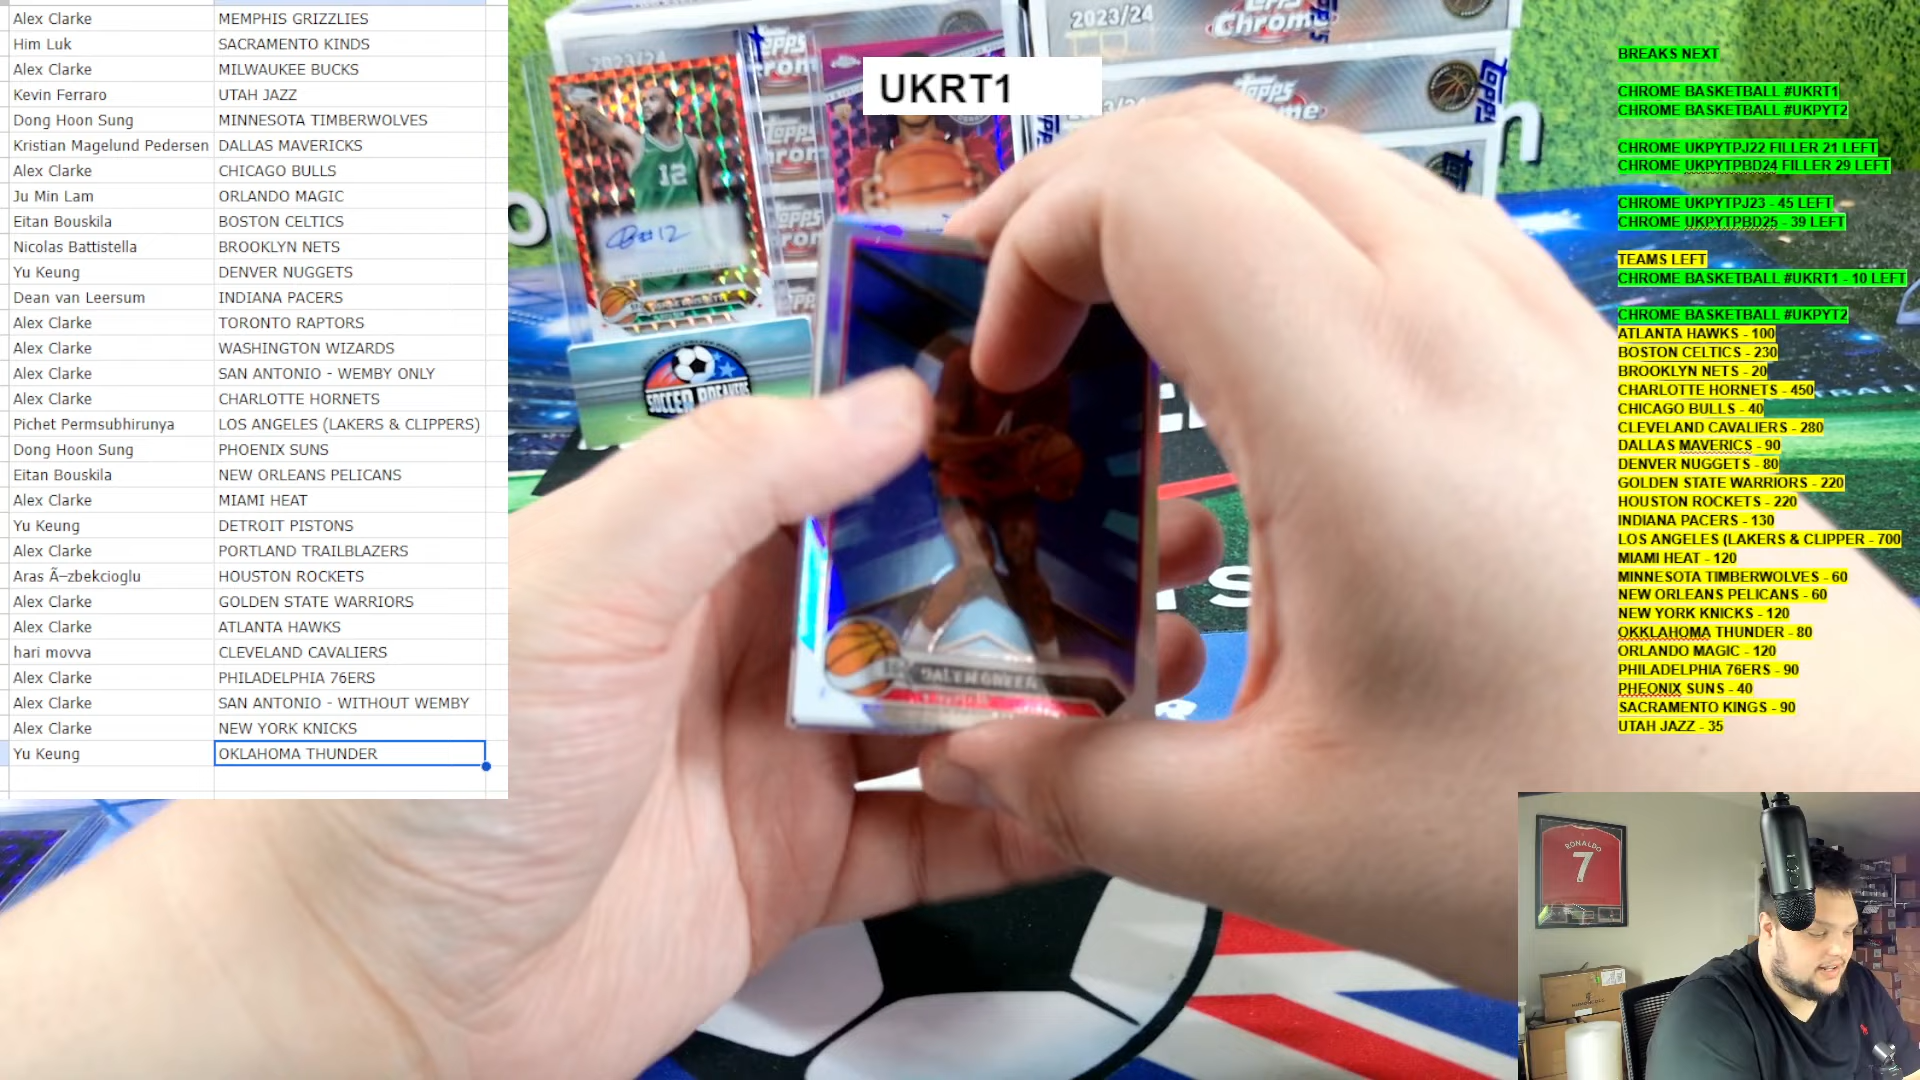 Alex Clarke MEMPHIS GRIZZLIES
Him Luk SACRAMENTO KINDS
Alex Clarke MILWAUKEE BUCKS
Kevin Ferraro UTAH JAZZ
Dong Hoon Sung MINNESOTA TIMBERWOLVES
Kristian Magelund Pedersen DALLAS MAVERICKS
Alex Clarke CHICAGO BULLS
Ju Min Lam ORLANDO MAGIC
Eitan Bouskila BOSTON CELTICS
Nicolas Battistella BROOKLYN NETS
Yu Keung DENVER NUGGETS
Dean van Leersum INDIANA PACERS
Alex Clarke TORONTO RAPTORS
Alex Clarke WASHINGTON WIZARDS
Alex Clarke SAN ANTONIO - WEMBY ONLY
Alex Clarke CHARLOTTE HORNETS
Pichet Permsubhirunya LOS ANGELES (LAKERS & CLIPPERS)
Dong Hoon Sung PHOENIX SUNS
Eitan Bouskila NEW ORLEANS PELICANS
Alex Clarke MIAMI HEAT
Yu Keung DETROIT PISTONS
Alex Clarke PORTLAND TRAILBLAZERS
Aras Ã–zbekcioglu HOUSTON ROCKETS
Alex Clarke GOLDEN STATE WARRIORS
Alex Clarke ATLANTA HAWKS
hari movva CLEVELAND CAVALIERS
Alex Clarke PHILADELPHIA 76ERS
Alex Clarke SAN ANTONIO - WITHOUT WEMBY
Alex Clarke NEW YORK KNICKS
Yu Keung OKLAHOMA THUNDER
UKRT1
2023/24
Topps
Chrome
2023/24
Topps
12
SOCCER BREAKERS
JALEN GREEN
BREAKS NEXT
CHROME BASKETBALL #UKRT1
CHROME BASKETBALL #UKPYT2
CHROME UKPYTPJ22 FILLER 21 LEFT
CHROME UKPYTPBD24 FILLER 29 LEFT
CHROME UKPYTPJ23 - 45 LEFT
CHROME UKPYTPBD25 - 39 LEFT
TEAMS LEFT
CHROME BASKETBALL #UKRT1 - 10 LEFT
CHROME BASKETBALL #UKPYT2
ATLANTA HAWKS - 100
BOSTON CELTICS - 230
BROOKLYN NETS - 20
CHARLOTTE HORNETS - 450
CHICAGO BULLS - 40
CLEVELAND CAVALIERS - 280
DALLAS MAVERICS - 90
DENVER NUGGETS - 80
GOLDEN STATE WARRIORS - 220
HOUSTON ROCKETS - 220
INDIANA PACERS - 130
LOS ANGELES (LAKERS & CLIPPER - 700
MIAMI HEAT - 120
MINNESOTA TIMBERWOLVES - 60
NEW ORLEANS PELICANS - 60
NEW YORK KNICKS - 120
OKKLAHOMA THUNDER - 80
ORLANDO MAGIC - 120
PHILADELPHIA 76ERS - 90
PHEONIX SUNS - 40
SACRAMENTO KINGS - 90
UTAH JAZZ - 35
RONALDO
7